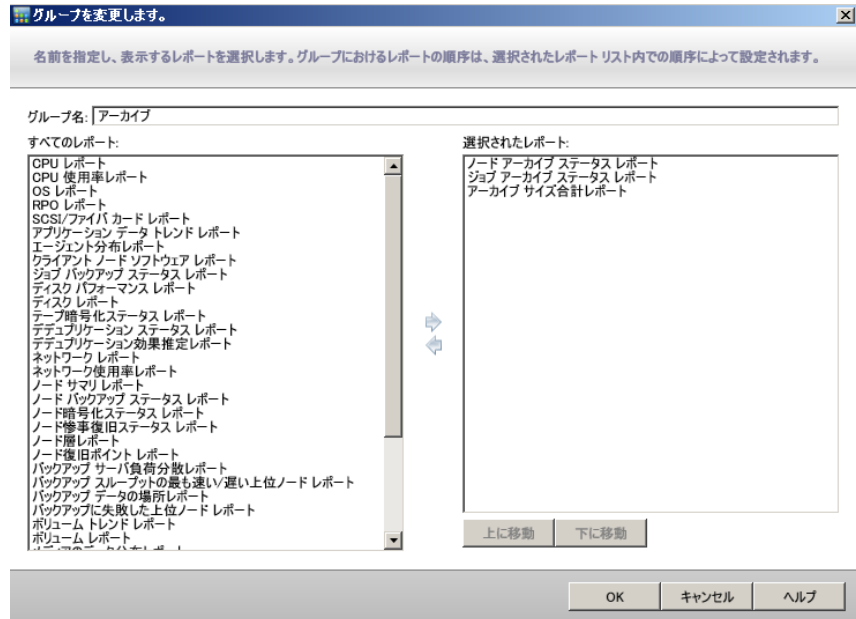 グループを変更します。
名前を指定し、表示するレポートを選択します。グループにおけるレポートの順序は、選択されたレポート リスト内での順序によって設定されます。
グループ名: アーカイブ
すべてのレポート:
CPU レポート
CPU 使用率レポート
OS レポート
RPO レポート
SCSI/ファイバ カード レポート
アプリケーション データ トレンド レポート
エージェント分布レポート
クライアント ノード ソフトウェア レポート
ジョブ バックアップ ステータス レポート
ディスク パフォーマンス レポート
ディスク レポート
テープ暗号化ステータス レポート
デデュプリケーション ステータス レポート
デデュプリケーション効果推定レポート
ネットワーク レポート
ネットワーク使用率レポート
ノード サマリ レポート
ノード バックアップ ステータス レポート
ノード暗号化ステータス レポート
ノード惨事復旧ステータス レポート
ノード層レポート
ノード復旧ポイント レポート
バックアップ サーバ負荷分散レポート
バックアップ スループットの最も速い/遅い上位ノード レポート
バックアップ データの場所レポート
バックアップに失敗した上位ノード レポート
ボリューム トレンド レポート
ボリューム レポート
メディアのデータ分布レポート
選択されたレポート:
ノード アーカイブ ステータス レポート
ジョブ アーカイブ ステータス レポート
アーカイブ サイズ合計レポート
上に移動 下に移動
OK キャンセル ヘルプ